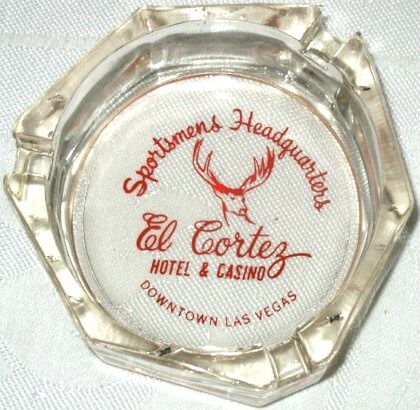 Sportsmens Headquarters
El Cortez
HOTEL & CASINO
DOWNTOWN LAS VEGAS